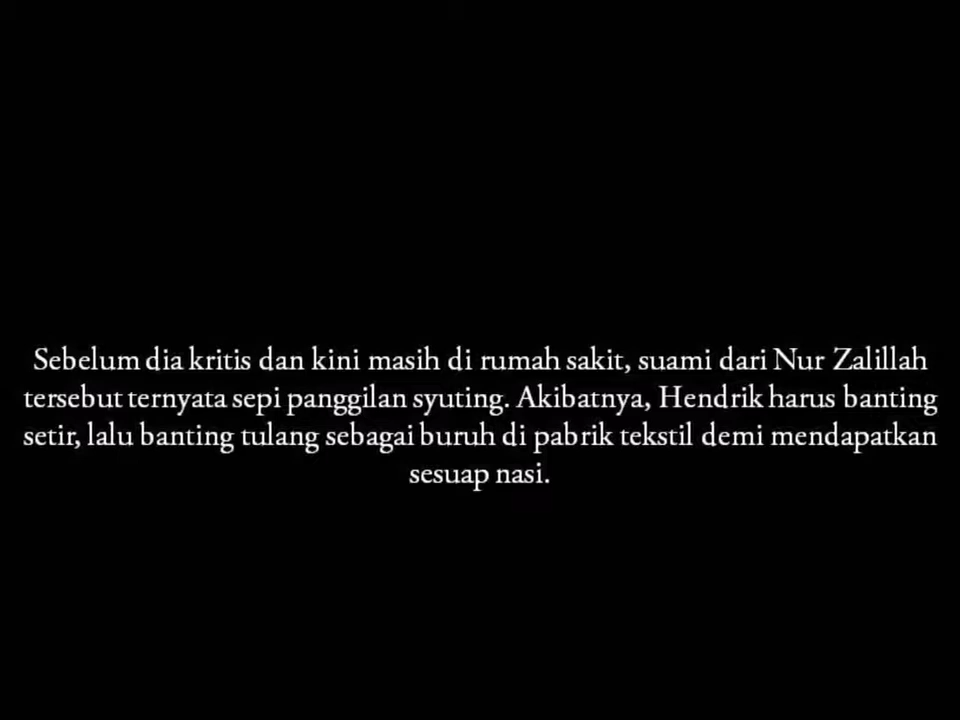 Sebelum dia kritis dan kini masih di rumah sakit, suami dari Nur Zalillah
tersebut ternyata sepi panggilan syuting. Akibatnya, Hendrik harus banting
setir, lalu banting tulang sebagai buruh di pabrik tekstil demi mendapatkan
sesuap nasi.